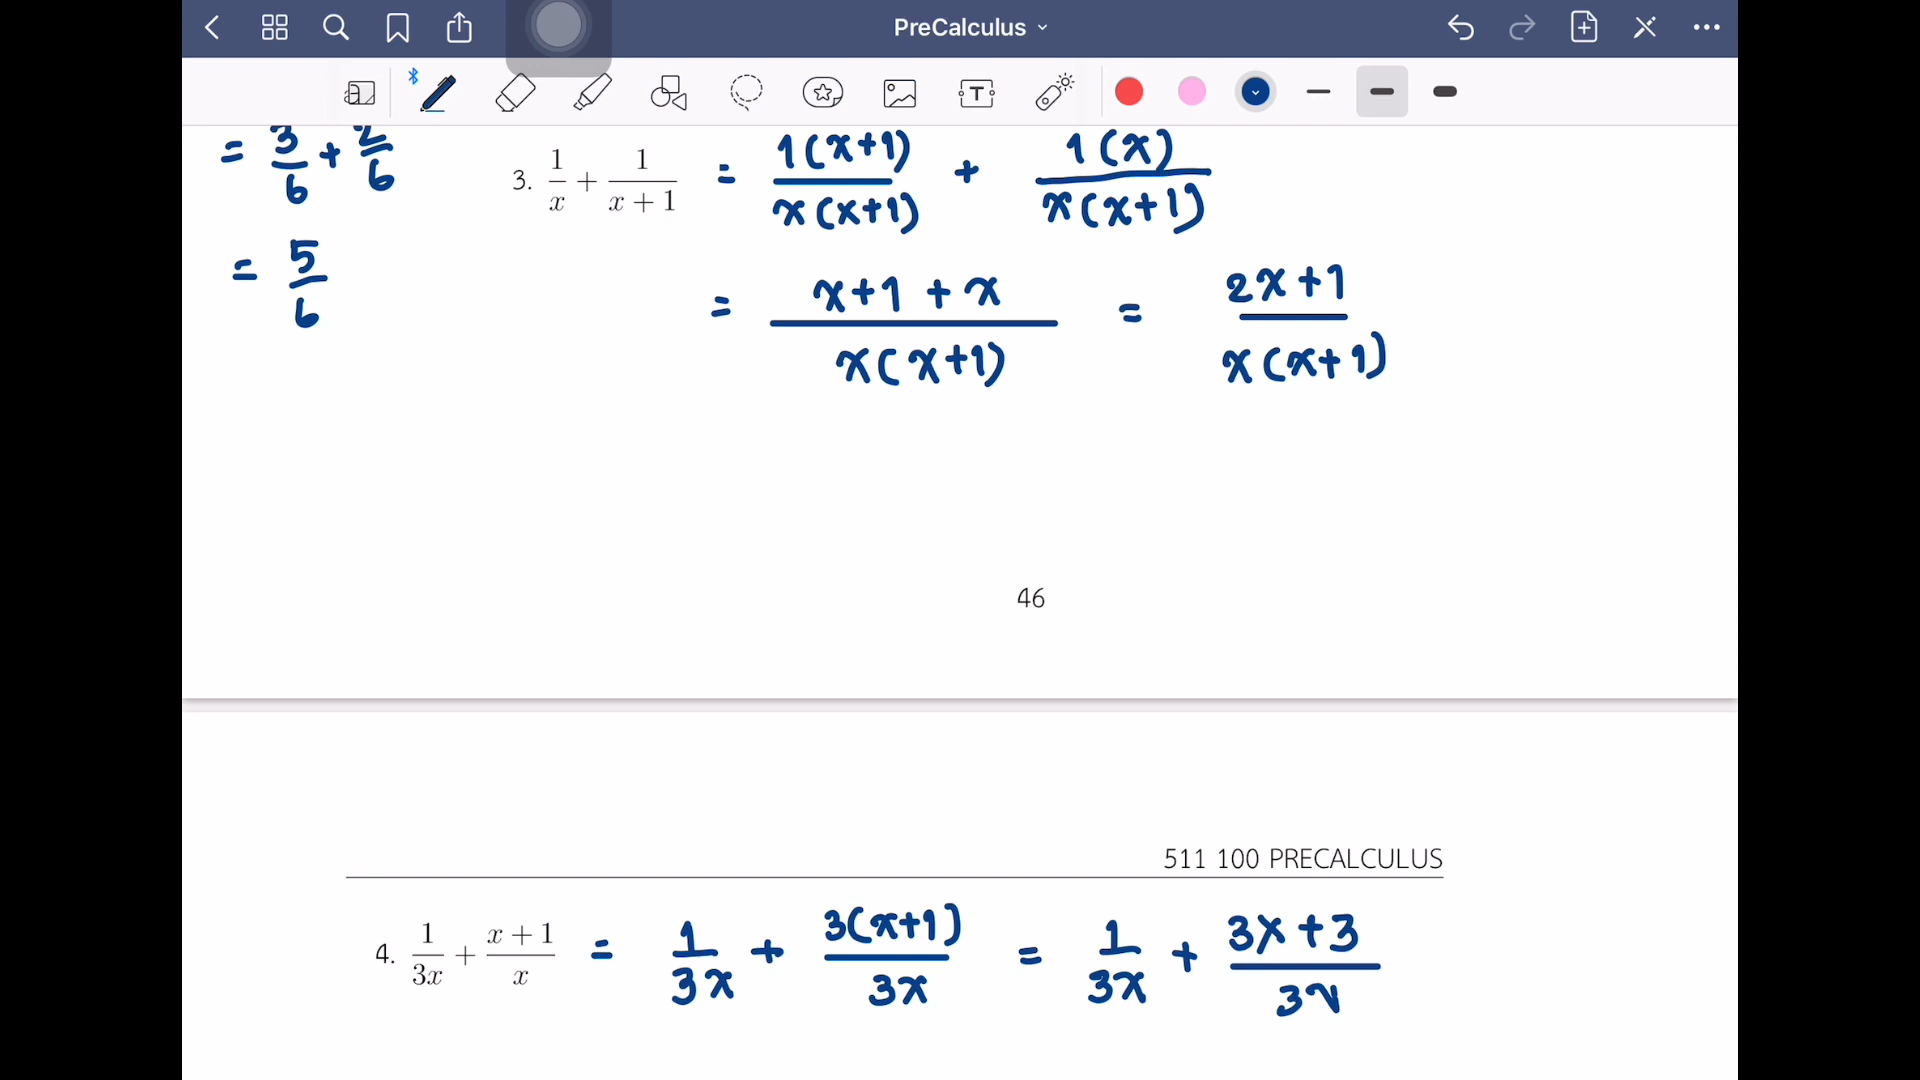 PreCalculus
= 3/6 + 2/6
= 5/6
3. 1/x + 1/(x + 1) = 1(x+1)/x(x+1) + 1(x)/x(x+1)
= (x+1 + x)/x(x+1) = (2x+1)/x(x+1)
46
511 100 PRECALCULUS
4. 1/3x + (x + 1)/x = 1/3x + 3(x+1)/3x = 1/3x + (3x+3)/3x